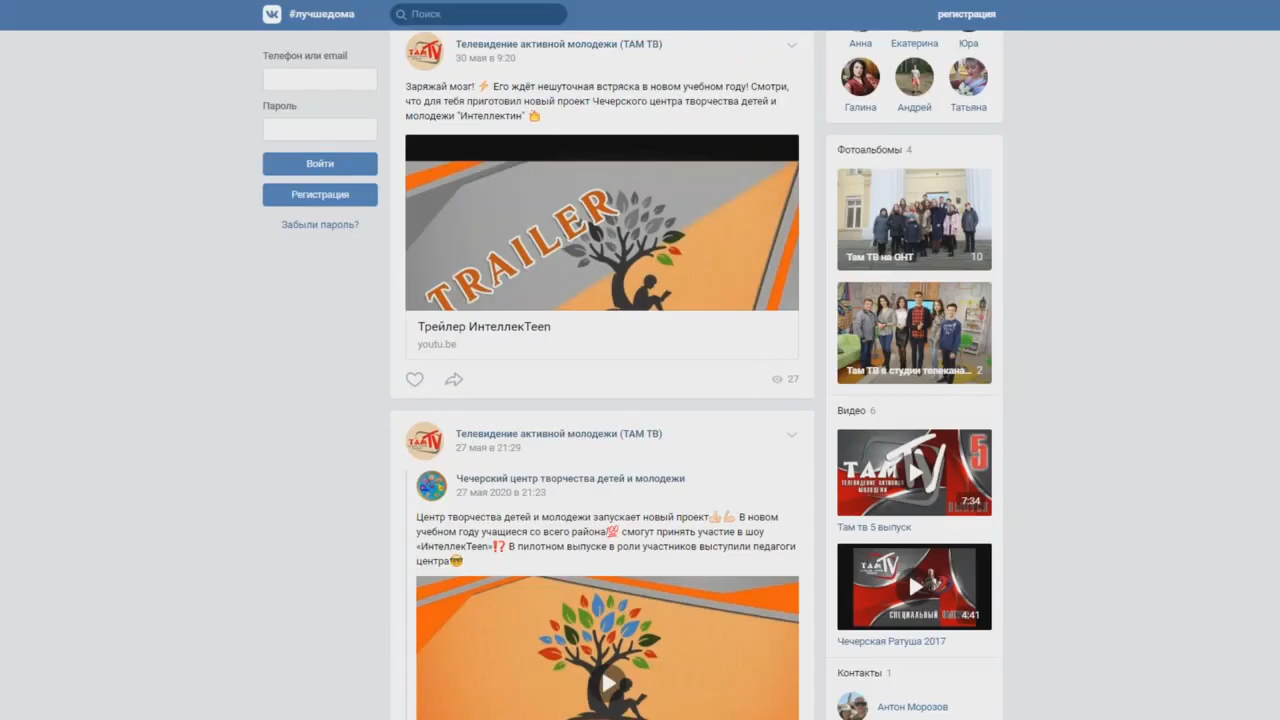 #лучшедома
Поиск
регистрация
Телефон или email
Пароль
Войти
Регистрация
Забыли пароль?
Телевидение активной молодежи (ТАМ ТВ)
30 мая в 9:20
Заряжай мозг! ⚡ Его ждёт нешуточная встряска в новом учебном году! Смотри,
что для тебя приготовил новый проект Чечерского центра творчества детей и
молодежи "Интеллектин"
TRAILER
Трейлер ИнтеллекTeen
youtu.be
27
Телевидение активной молодежи (ТАМ ТВ)
27 мая в 21:29
Чечерский центр творчества детей и молодежи
27 мая 2020 в 21:23
Центр творчества детей и молодежи запускает новый проект👍💪 В новом
учебном году учащиеся со всего района💯 смогут принять участие в шоу
«ИнтеллекTeen»⁉ В пилотном выпуске в роли участников выступили педагоги
центра🤓
Анна Екатерина Юра
Галина Андрей Татьяна
Фотоальбомы 4
Там ТВ на ОНТ 10
Там ТВ в студии телекана... 2
Видео 6
ТАМ TV 5
ТЕЛЕВИДЕНИЕ АКТИВНОЙ
МОЛОДЕЖИ
7:34
Там тв 5 выпуск
ТАМ TV
СПЕЦИАЛЬНЫЙ
4:41
Чечерская Ратуша 2017
Контакты 1
Антон Морозов